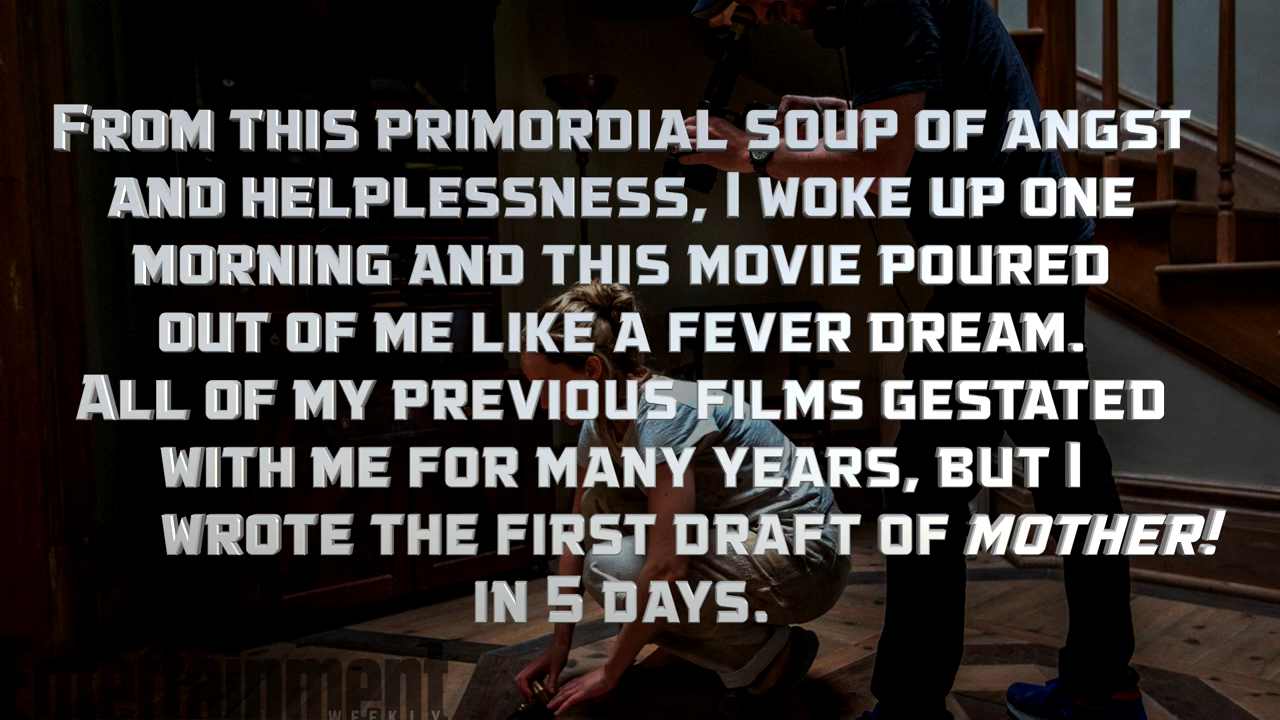 From this primordial soup of angst
and helplessness, I woke up one
morning and this movie poured
out of me like a fever dream.
All of my previous films gestated
with me for many years, but I
wrote the first draft of mother!
in 5 days.
Entertainment
WEEKLY